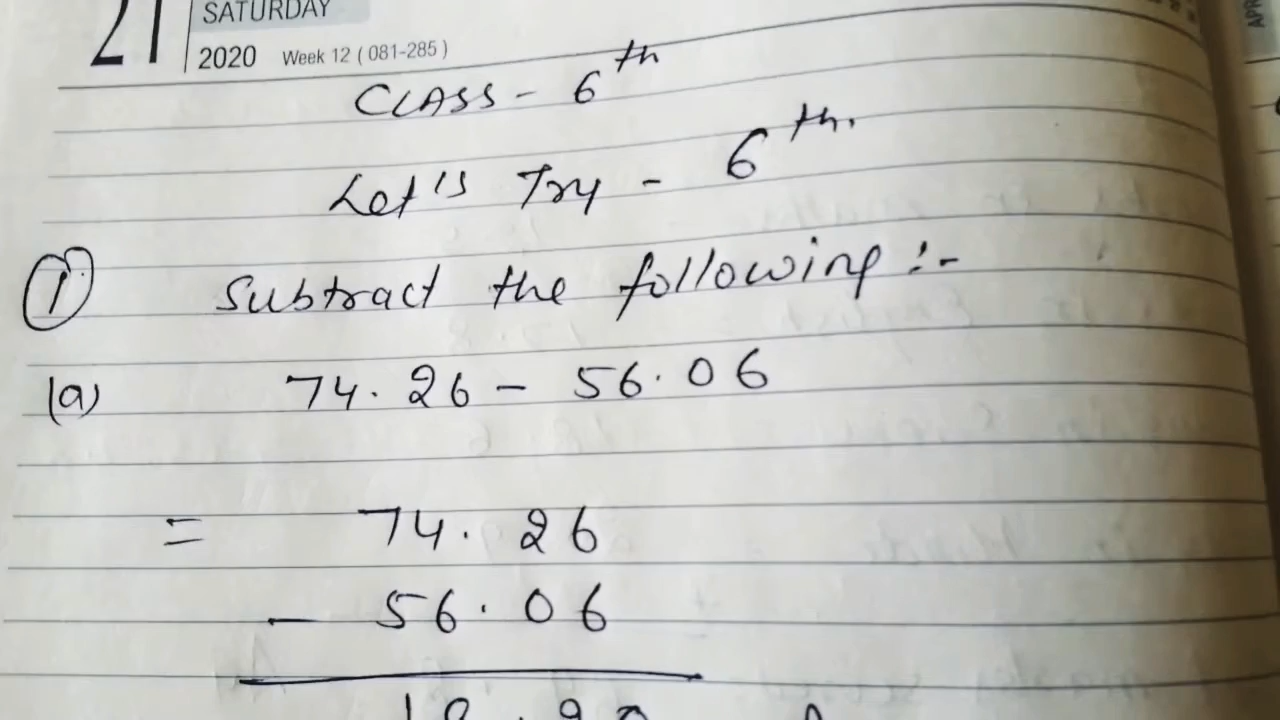 21 SATURDAY
2020 Week 12 (081-285)
CLASS - 6th
Let's Try - 6th.
1 Subtract the following :-
(a) 74.26 - 56.06
= 74.26
- 56.06